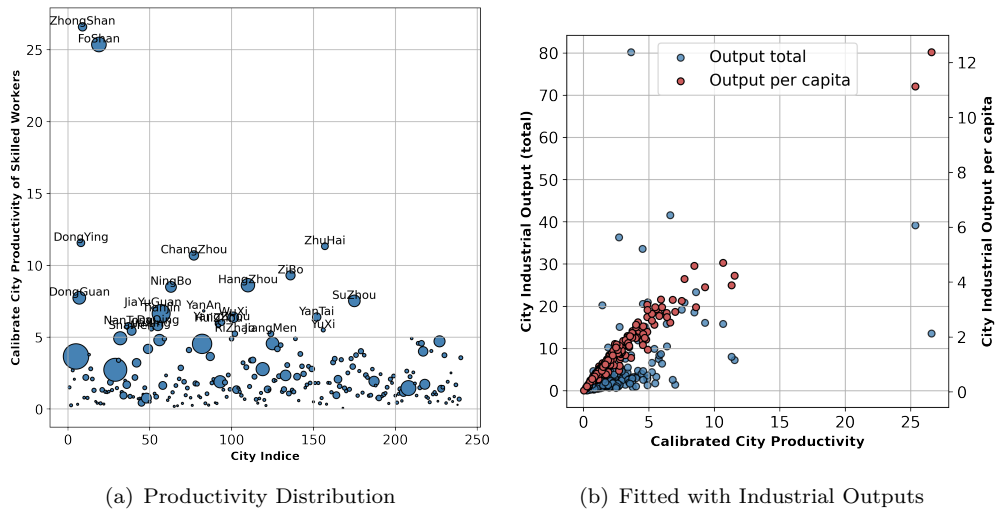 ZhongShan
FoShan
DongYing
ChangZhou
ZhuHai
ZiBo
NingBo
HangZhou
DongGuan
SuZhou
JiaYuGuan
YanAn
WuXi
YanTai
JiangMen
YuXi
25
20
15
10
5
0
0 50 100 150 200 250
Calibrate City Productivity of Skilled Workers
City Indice
Output total
Output per capita
80
70
60
50
40
30
20
10
0
12
10
8
6
4
2
0
0 5 10 15 20 25
City Industrial Output (total)
City Industrial Output per capita
Calibrated City Productivity
(a) Productivity Distribution
(b) Fitted with Industrial Outputs